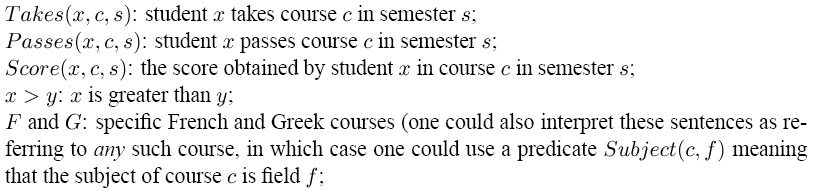 Takes(x, c, s): student x takes course c in semester s;
Passes(x, c, s): student x passes course c in semester s;
Score(x, c, s): the score obtained by student x in course c in semester s;
x > y: x is greater than y;
F and G: specific French and Greek courses (one could also interpret these sentences as re-
ferring to any such course, in which case one could use a predicate Subject(c, f) meaning
that the subject of course c is field f;